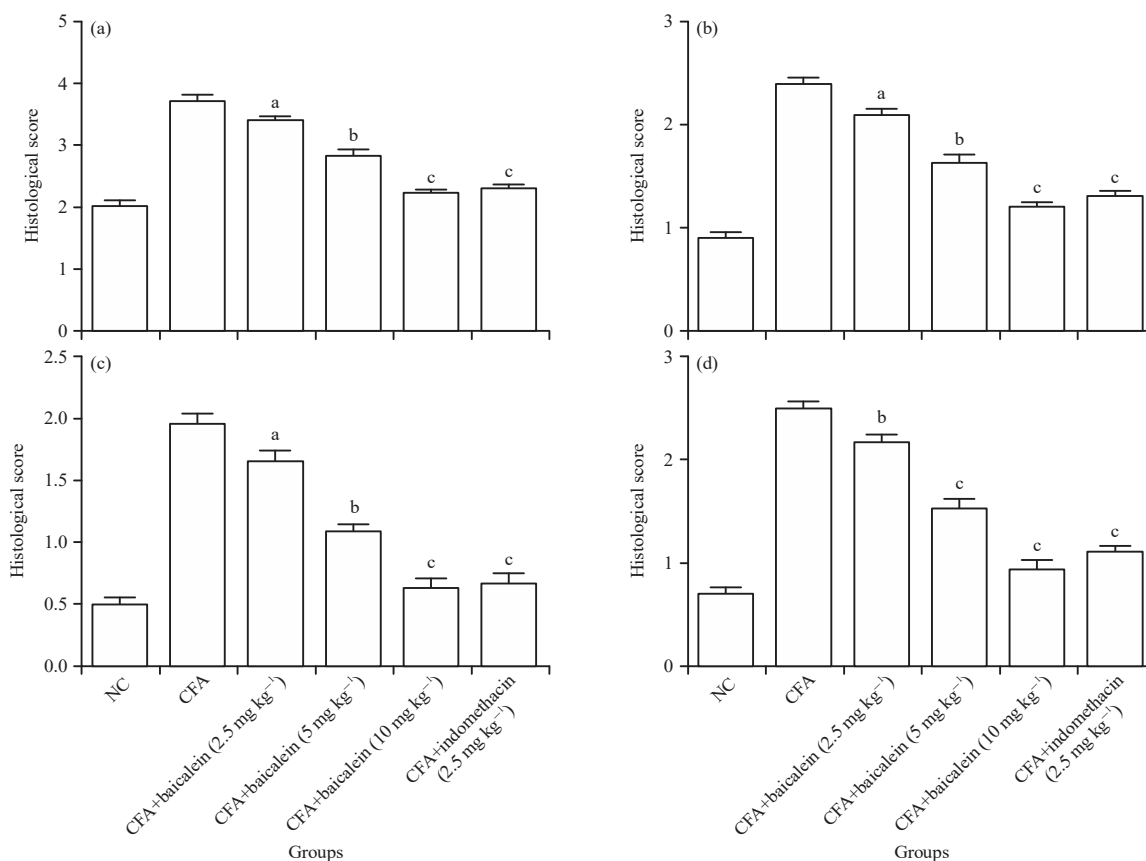 (a)
5
4
3
2
1
0
Histological score
a
b
c
c
(b)
3
2
1
0
Histological score
a
b
c
c
(c)
2.5
2.0
1.5
1.0
0.5
0.0
Histological score
a
b
c
c
NC
CFA
CFA+baicalein (2.5 mg kg⁻¹)
CFA+baicalein (5 mg kg⁻¹)
CFA+baicalein (10 mg kg⁻¹)
CFA+indomethacin
(2.5 mg kg⁻¹)
Groups
(d)
3
2
1
0
Histological score
b
c
c
c
NC
CFA
CFA+baicalein (2.5 mg kg⁻¹)
CFA+baicalein (5 mg kg⁻¹)
CFA+baicalein (10 mg kg⁻¹)
CFA+indomethacin
(2.5 mg kg⁻¹)
Groups